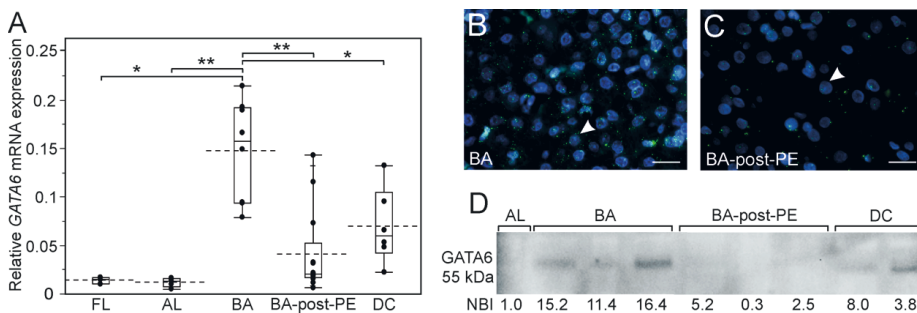 A
Relative GATA6 mRNA expression
0.25
0.2
0.15
0.1
0.05
0
* ** ** *
FL AL BA BA-post-PE DC
B
BA
C
BA-post-PE
D
AL BA BA-post-PE DC
GATA6
55 kDa
NBI 1.0 15.2 11.4 16.4 5.2 0.3 2.5 8.0 3.8